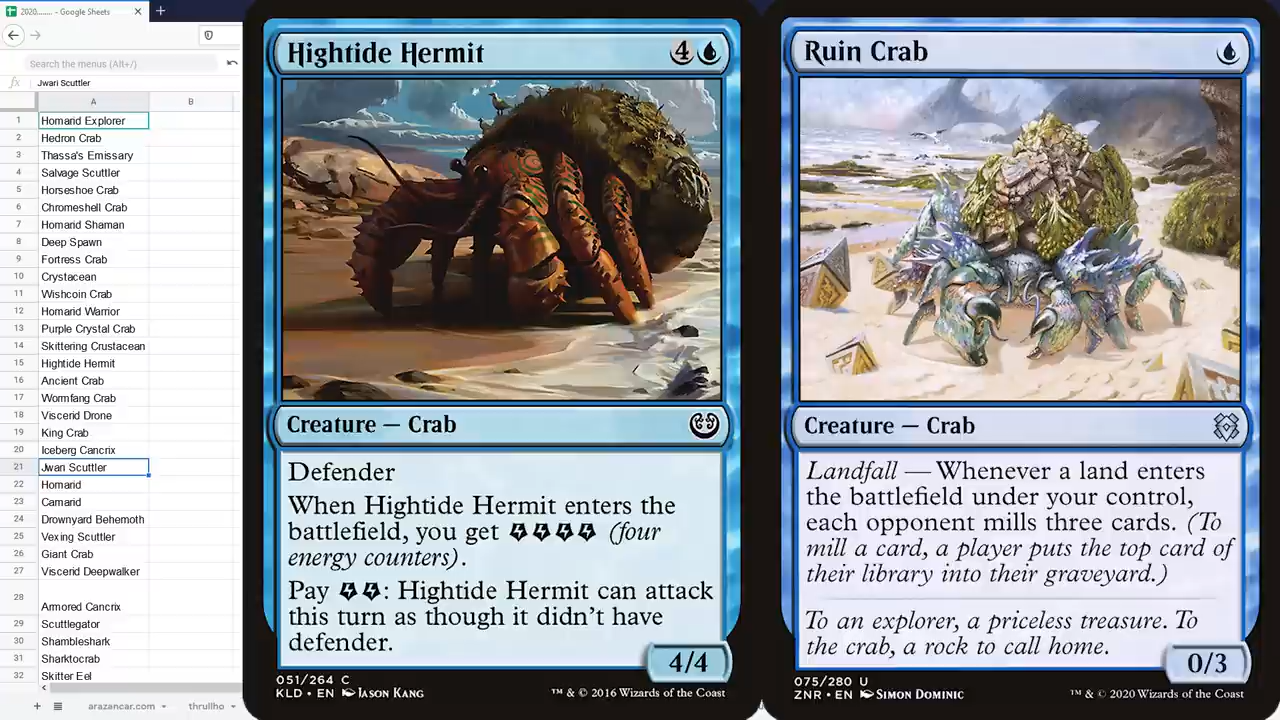 2020........ - Google Sheets
Search the menus (Alt+/)
fx Jwari Scuttler
A B
1 Homarid Explorer
2 Hedron Crab
3 Thassa's Emissary
4 Salvage Scuttler
5 Horseshoe Crab
6 Chromeshell Crab
7 Homarid Shaman
8 Deep Spawn
9 Fortress Crab
10 Crystacean
11 Wishcoin Crab
12 Homarid Warrior
13 Purple Crystal Crab
14 Skittering Crustacean
15 Hightide Hermit
16 Ancient Crab
17 Wormfang Crab
18 Viscerid Drone
19 King Crab
20 Iceberg Cancrix
21 Jwari Scuttler
22 Homarid
23 Camarid
24 Drownyard Behemoth
25 Vexing Scuttler
26 Giant Crab
27 Viscerid Deepwalker
28 Armored Cancrix
29 Scuttlegator
30 Shambleshark
31 Sharktocrab
32 Skitter Eel
arazancar.com thrullho
Hightide Hermit 4
Creature — Crab
Defender
When Hightide Hermit enters the
battlefield, you get (four
energy counters).
Pay : Hightide Hermit can attack
this turn as though it didn't have
defender.
4/4
051/264 C
KLD • EN Jason Kang
™ & © 2016 Wizards of the Coast
Ruin Crab
Creature — Crab
Landfall — Whenever a land enters
the battlefield under your control,
each opponent mills three cards. (To
mill a card, a player puts the top card of
their library into their graveyard.)
To an explorer, a priceless treasure. To
the crab, a rock to call home.
0/3
075/280 U
ZNR • EN Simon Dominic
™ & © 2020 Wizards of the Coast